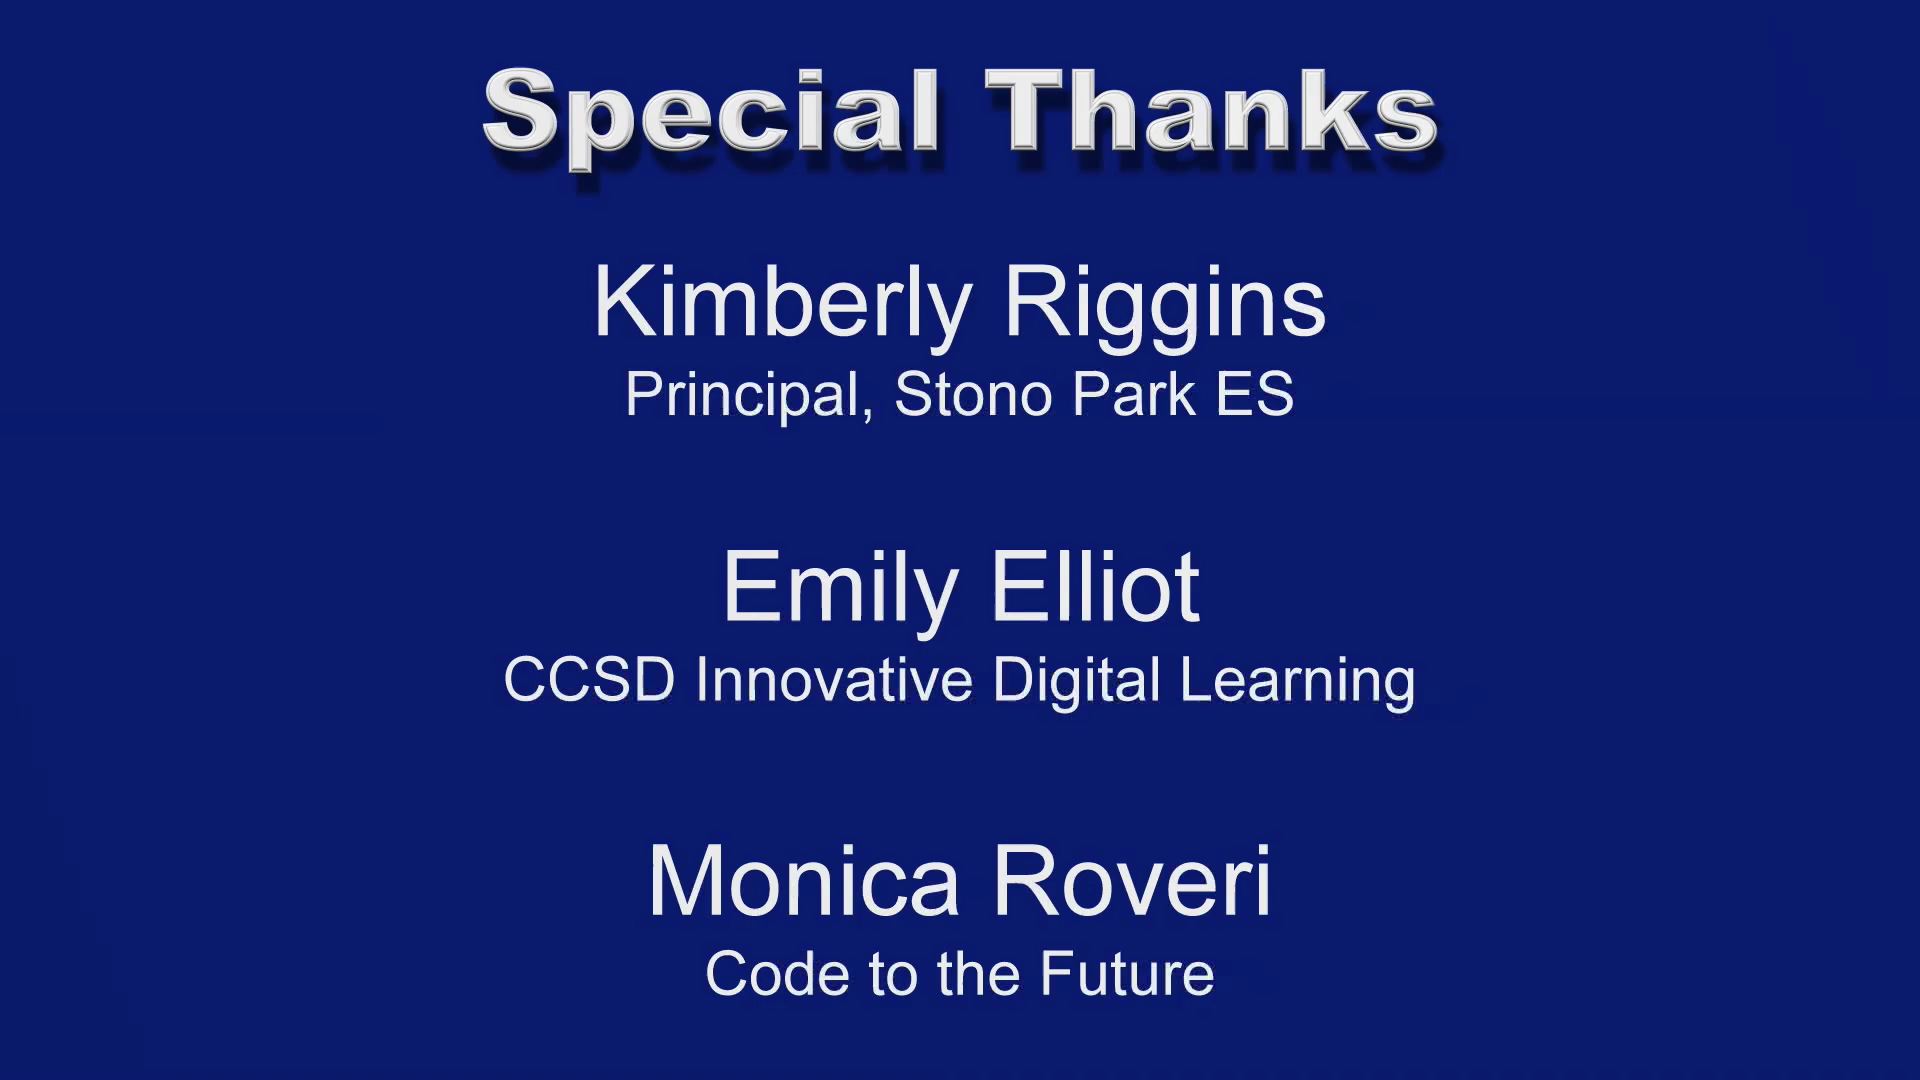 Special Thanks
Kimberly Riggins
Principal, Stono Park ES
Emily Elliot
CCSD Innovative Digital Learning
Monica Roveri
Code to the Future